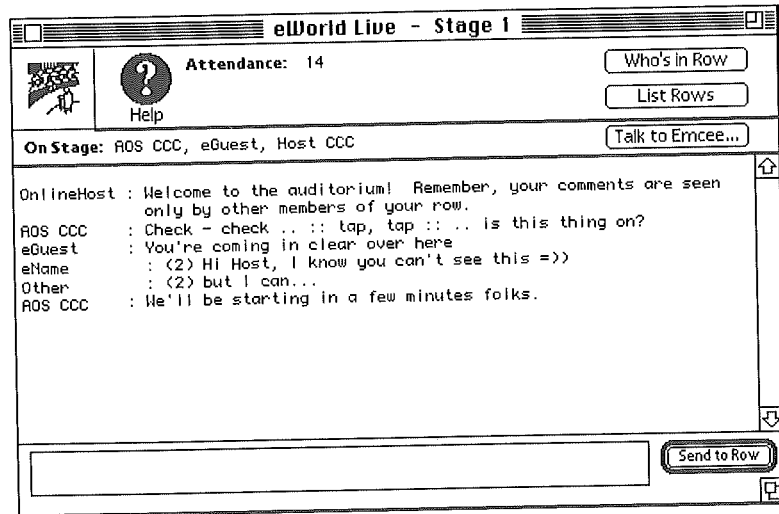 eWorld Live - Stage 1
Attendance: 14
Help
Who's in Row
List Rows
Talk to Emcee...
On Stage: AOS CCC, eGuest, Host CCC
OnlineHost : Welcome to the auditorium! Remember, your comments are seen
only by other members of your row.
AOS CCC : Check - check .. :: tap, tap :: .. is this thing on?
eGuest : You're coming in clear over here
eName : (2) Hi Host, I know you can't see this =))
Other : (2) but I can...
AOS CCC : We'll be starting in a few minutes folks.
Send to Row